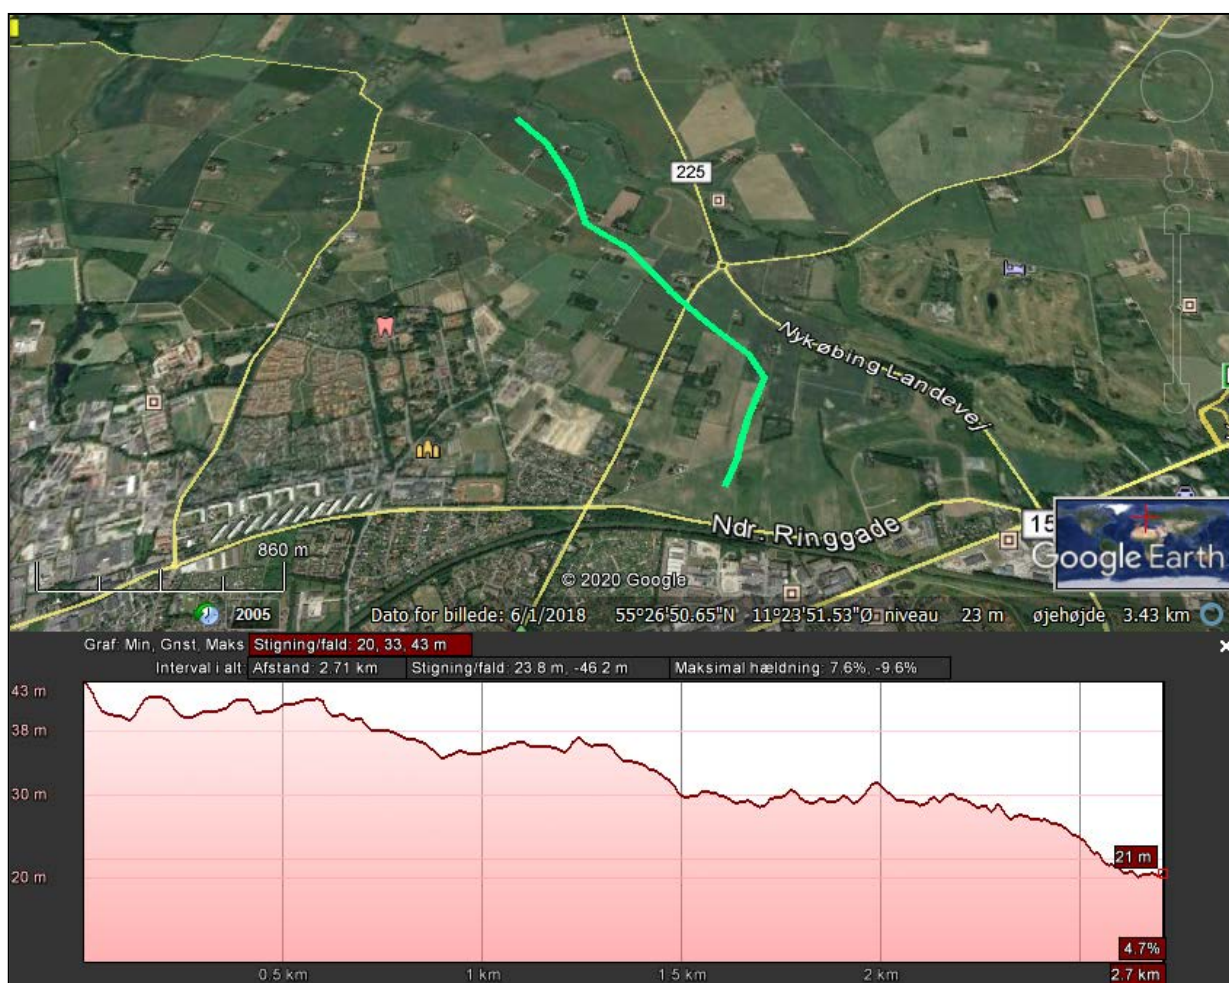 225
Nykøbing Landevej
Ndr. Ringgade
15
Google Earth
860 m
© 2020 Google
2005
Dato for billede: 6/1/2018 55°26'50.65"N 11°23'51.53"Ø niveau 23 m øjehøjde 3.43 km
Graf: Min, Gnst, Maks Stigning/fald: 20, 33, 43 m
Interval i alt: Afstand: 2.71 km Stigning/fald: 23.8 m, -46.2 m Maksimal hældning: 7.6%, -9.6%
43 m
38 m
30 m
21 m
20 m
4.7%
0.5 km 1 km 1.5 km 2 km 2.7 km